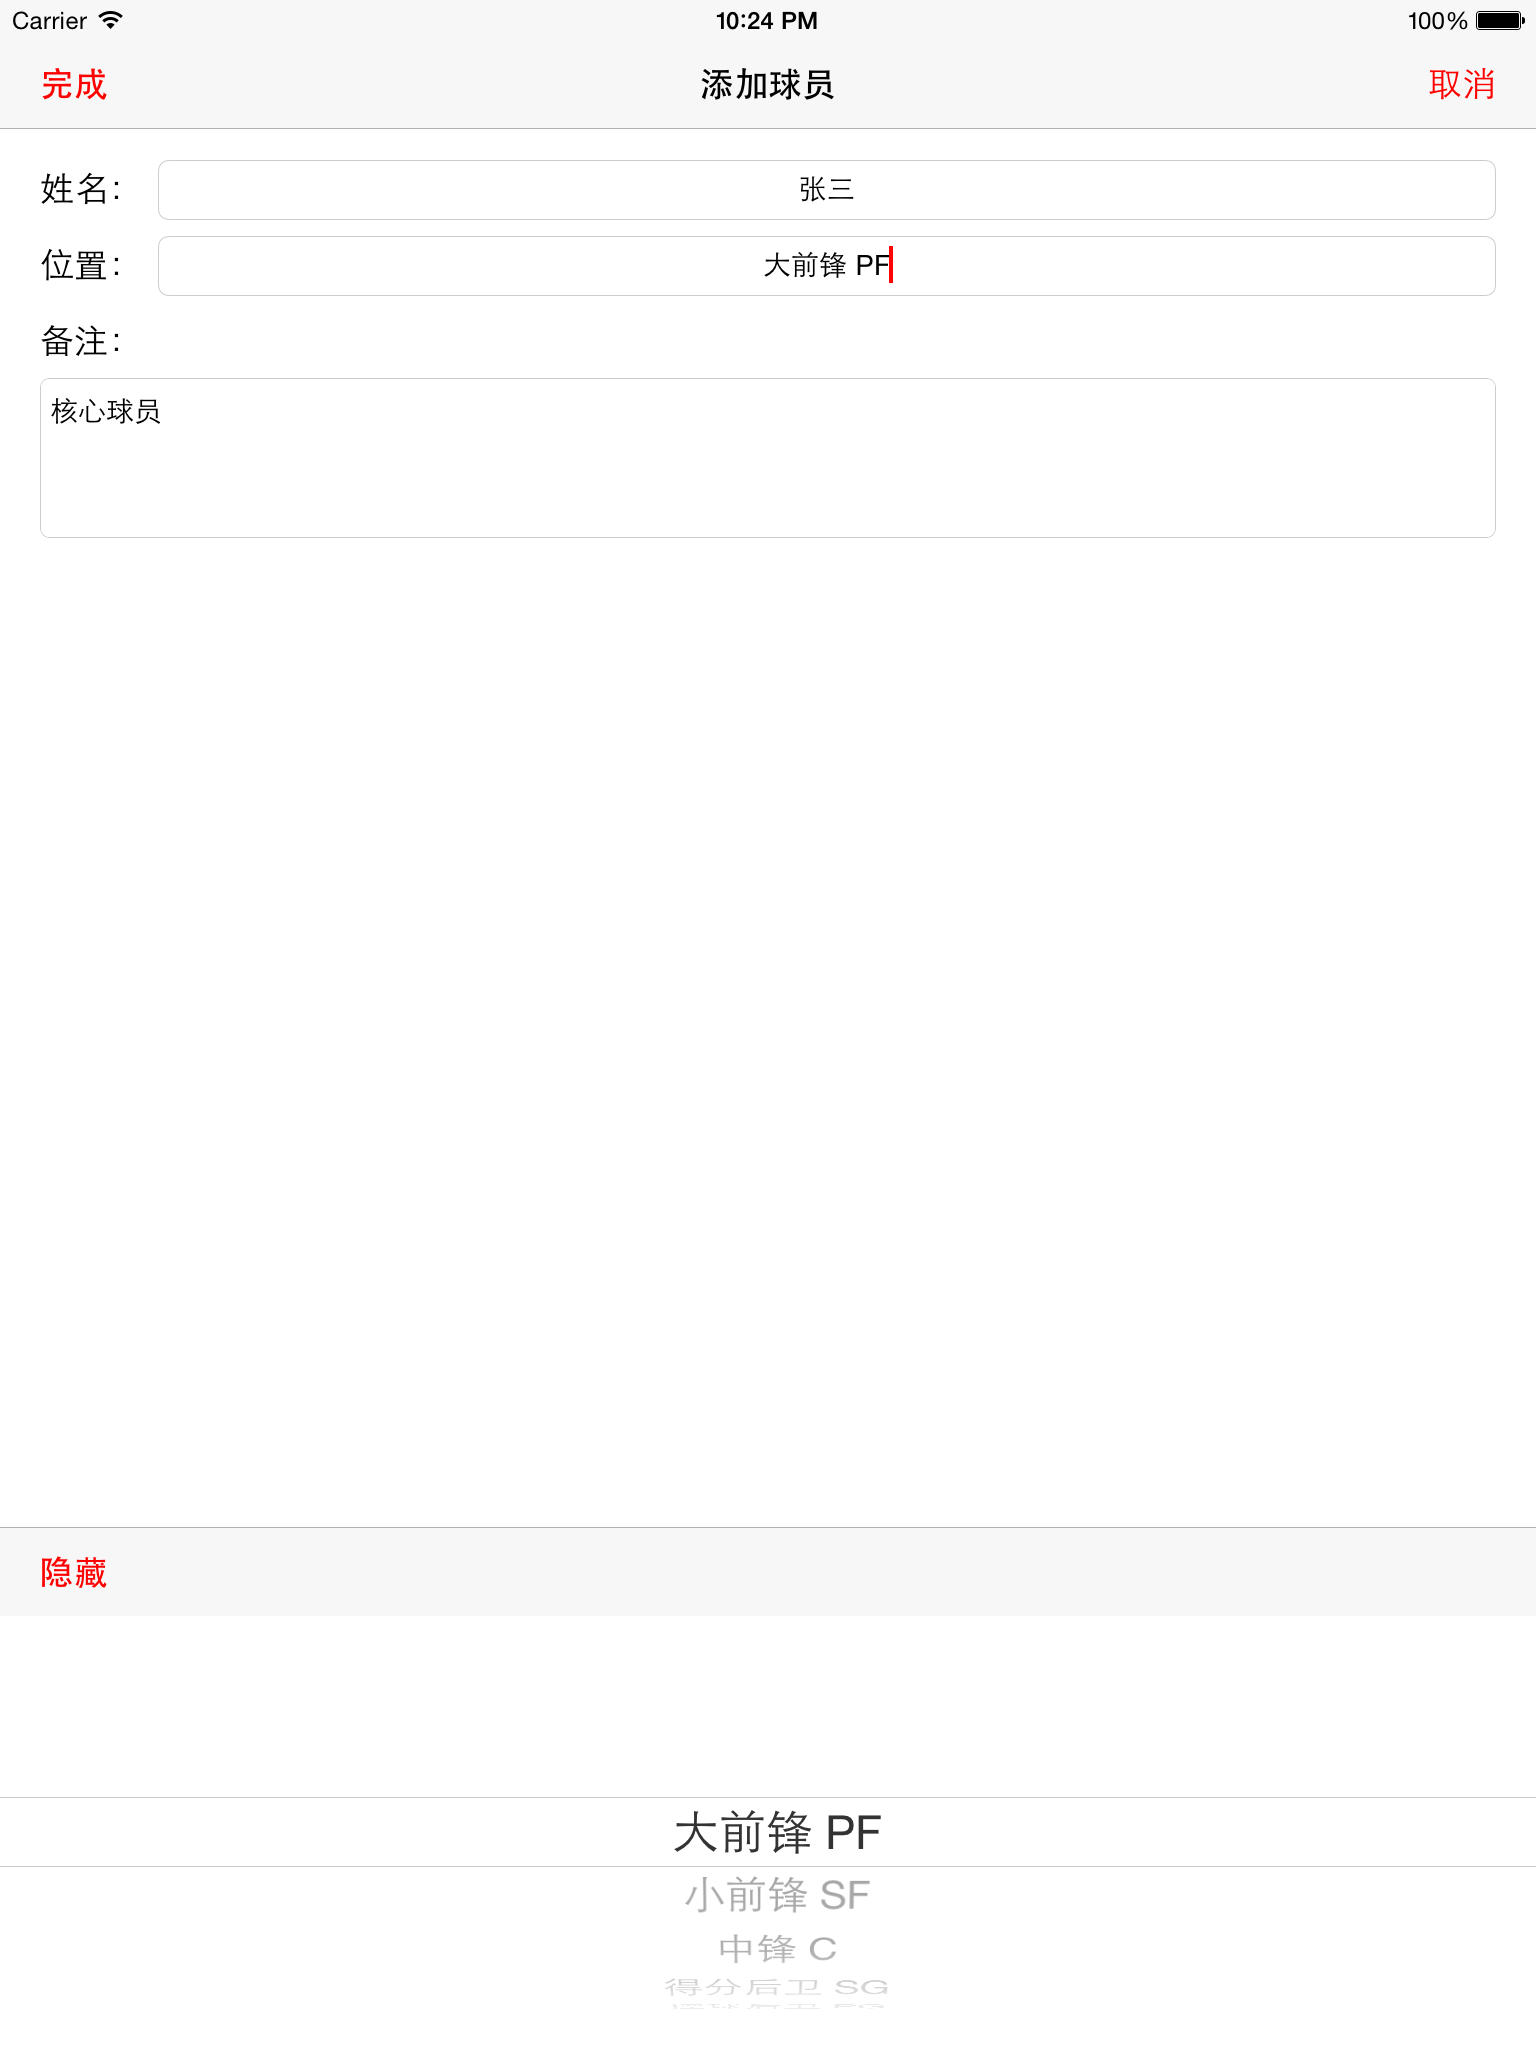 Carrier 10:24 PM 100%
完成 添加球员 取消
姓名: 张三
位置: 大前锋 PF
备注:
核心球员
隐藏
大前锋 PF
小前锋 SF
中锋 C
得分后卫 SG